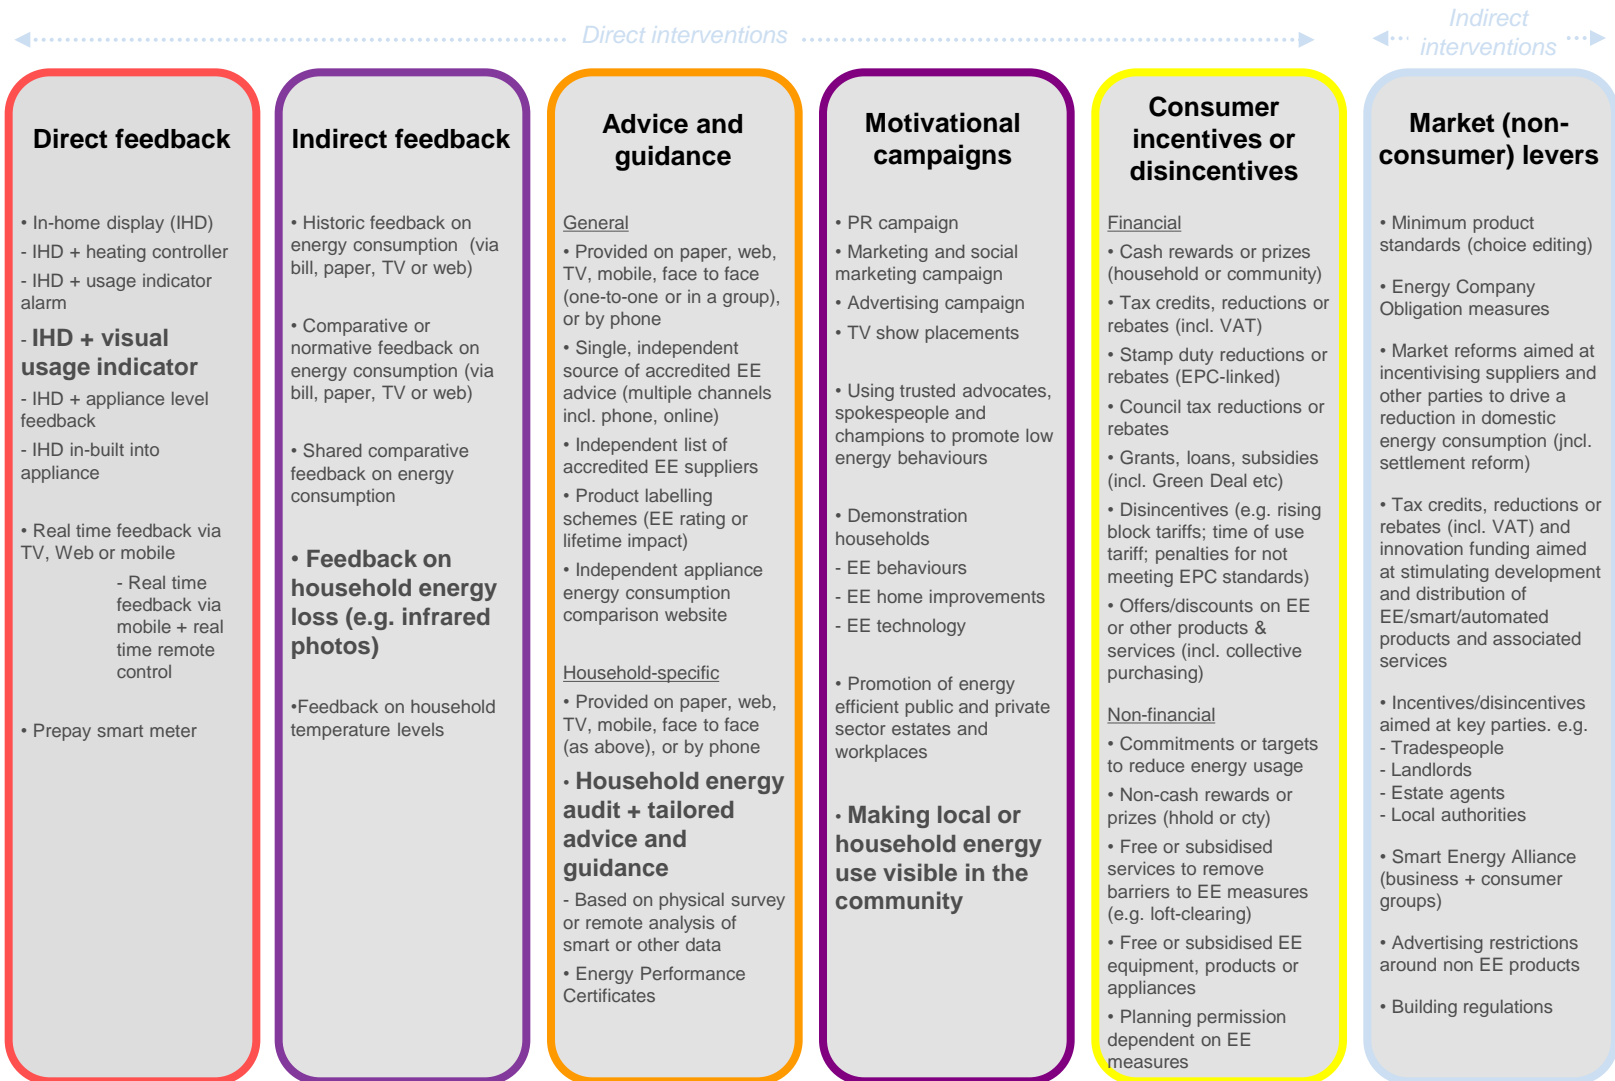 Direct interventions
Indirect
interventions
Direct feedback
• In-home display (IHD)
- IHD + heating controller
- IHD + usage indicator
alarm
- IHD + visual
usage indicator
- IHD + appliance level
feedback
- IHD in-built into
appliance
• Real time feedback via
TV, Web or mobile
- Real time
feedback via
mobile + real
time remote
control
• Prepay smart meter
Indirect feedback
• Historic feedback on
energy consumption (via
bill, paper, TV or web)
• Comparative or
normative feedback on
energy consumption (via
bill, paper, TV or web)
• Shared comparative
feedback on energy
consumption
• Feedback on
household energy
loss (e.g. infrared
photos)
•Feedback on household
temperature levels
Advice and
guidance
General
• Provided on paper, web,
TV, mobile, face to face
(one-to-one or in a group),
or by phone
• Single, independent
source of accredited EE
advice (multiple channels
incl. phone, online)
• Independent list of
accredited EE suppliers
• Product labelling
schemes (EE rating or
lifetime impact)
• Independent appliance
energy consumption
comparison website
Household-specific
• Provided on paper, web,
TV, mobile, face to face
(as above), or by phone
• Household energy
audit + tailored
advice and
guidance
- Based on physical survey
or remote analysis of
smart or other data
• Energy Performance
Certificates
Motivational
campaigns
• PR campaign
• Marketing and social
marketing campaign
• Advertising campaign
• TV show placements
• Using trusted advocates,
spokespeople and
champions to promote low
energy behaviours
• Demonstration
households
- EE behaviours
- EE home improvements
- EE technology
• Promotion of energy
efficient public and private
sector estates and
workplaces
• Making local or
household energy
use visible in the
community
Consumer
incentives or
disincentives
Financial
• Cash rewards or prizes
(household or community)
• Tax credits, reductions or
rebates (incl. VAT)
• Stamp duty reductions or
rebates (EPC-linked)
• Council tax reductions or
rebates
• Grants, loans, subsidies
(incl. Green Deal etc)
• Disincentives (e.g. rising
block tariffs; time of use
tariff; penalties for not
meeting EPC standards)
• Offers/discounts on EE
or other products &
services (incl. collective
purchasing)
Non-financial
• Commitments or targets
to reduce energy usage
• Non-cash rewards or
prizes (hhold or cty)
• Free or subsidised
services to remove
barriers to EE measures
(e.g. loft-clearing)
• Free or subsidised EE
equipment, products or
appliances
• Planning permission
dependent on EE
measures
Market (non-
consumer) levers
• Minimum product
standards (choice editing)
• Energy Company
Obligation measures
• Market reforms aimed at
incentivising suppliers and
other parties to drive a
reduction in domestic
energy consumption (jncl.
settlement reform)
• Tax credits, reductions or
rebates (incl. VAT) and
innovation funding aimed
at stimulating development
and distribution of
EE/smart/automated
products and associated
services
• Incentives/disincentives
aimed at key parties. e.g.
- Tradespeople
- Landlords
- Estate agents
- Local authorities
• Smart Energy Alliance
(business + consumer
groups)
• Advertising restrictions
around non EE products
• Building regulations